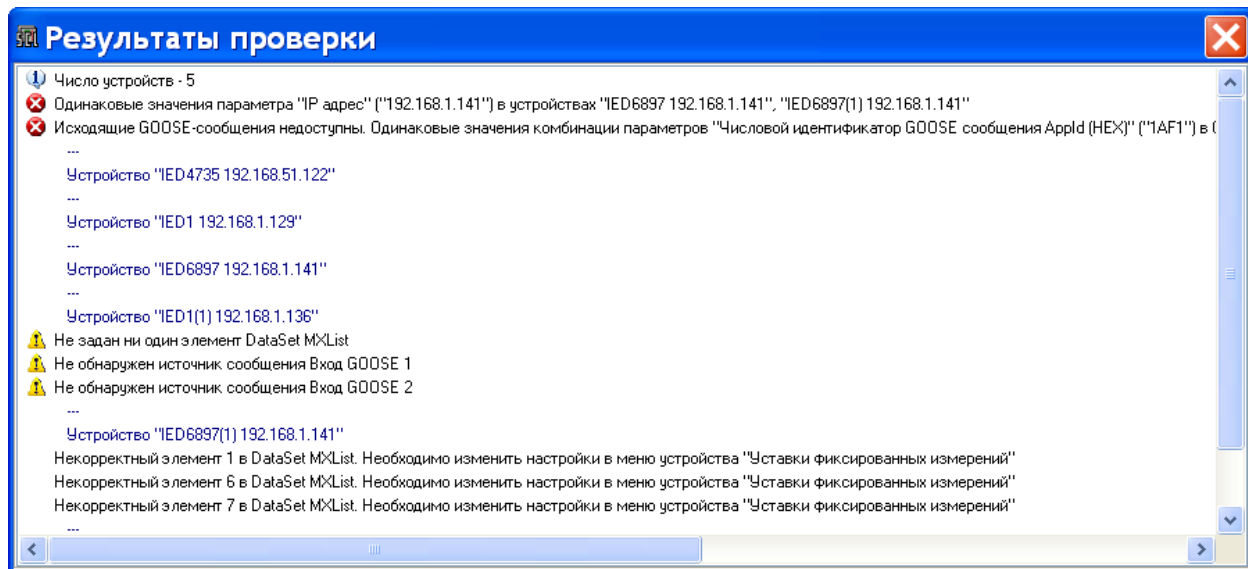 Результаты проверки
Число устройств - 5
Одинаковые значения параметра "IP адрес" ("192.168.1.141") в устройствах "IED6897 192.168.1.141", "IED6897(1) 192.168.1.141"
Исходящие GOOSE-сообщения недоступны. Одинаковые значения комбинации параметров "Числовой идентификатор GOOSE сообщения AppId (HEX)" ("1AF1") в
---
Устройство "IED4735 192.168.51.122"
---
Устройство "IED1 192.168.1.129"
---
Устройство "IED6897 192.168.1.141"
---
Устройство "IED1(1) 192.168.1.136"
Не задан ни один элемент DataSet MXList
Не обнаружен источник сообщения Вход GOOSE 1
Не обнаружен источник сообщения Вход GOOSE 2
---
Устройство "IED6897(1) 192.168.1.141"
Некорректный элемент 1 в DataSet MXList. Необходимо изменить настройки в меню устройства "Уставки фиксированных измерений"
Некорректный элемент 6 в DataSet MXList. Необходимо изменить настройки в меню устройства "Уставки фиксированных измерений"
Некорректный элемент 7 в DataSet MXList. Необходимо изменить настройки в меню устройства "Уставки фиксированных измерений"
---